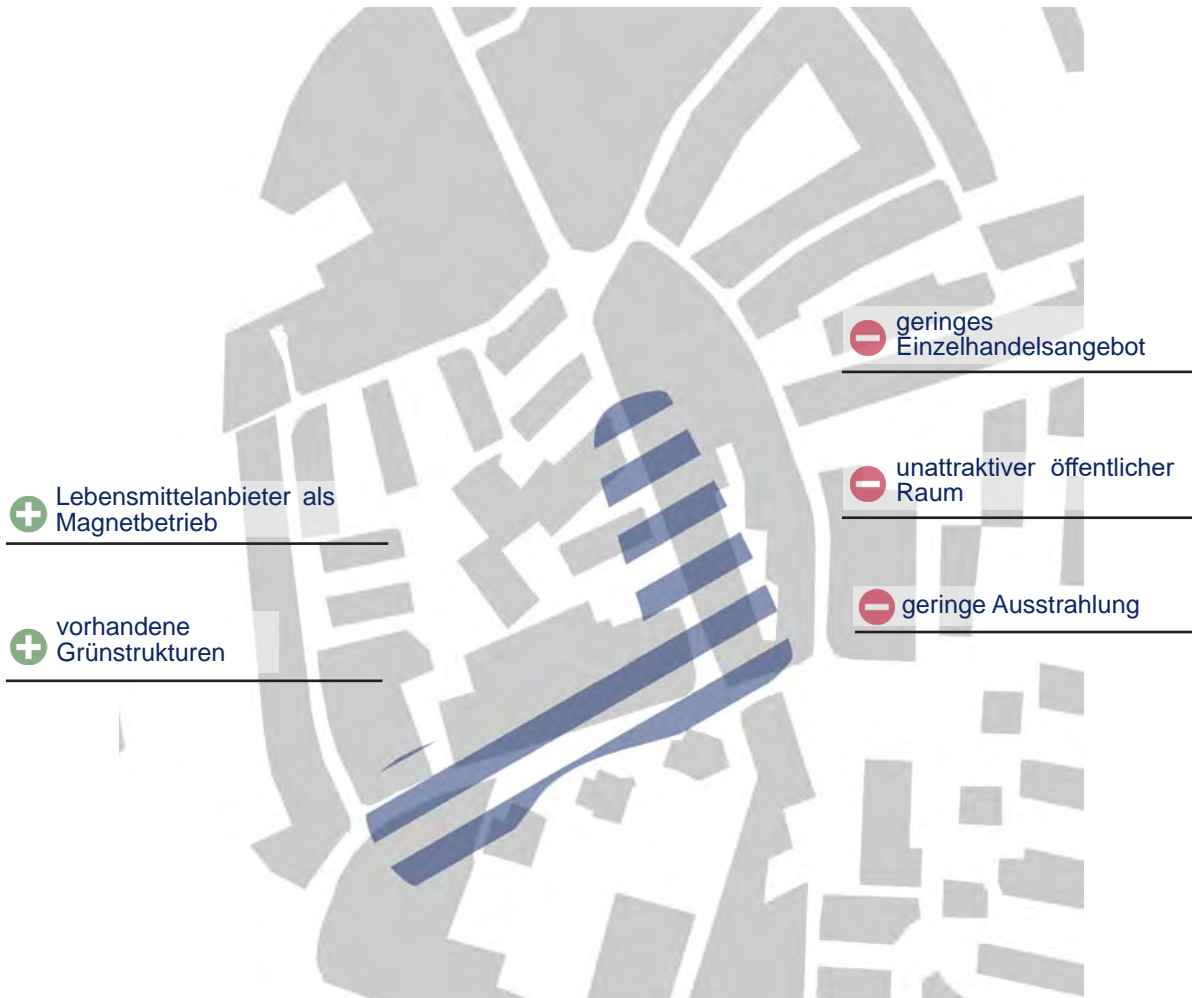 Lebensmittelanbieter als
Magnetbetrieb
vorhandene
Grünstrukturen
geringes
Einzelhandelsangebot
unattraktiver öffentlicher
Raum
geringe Ausstrahlung